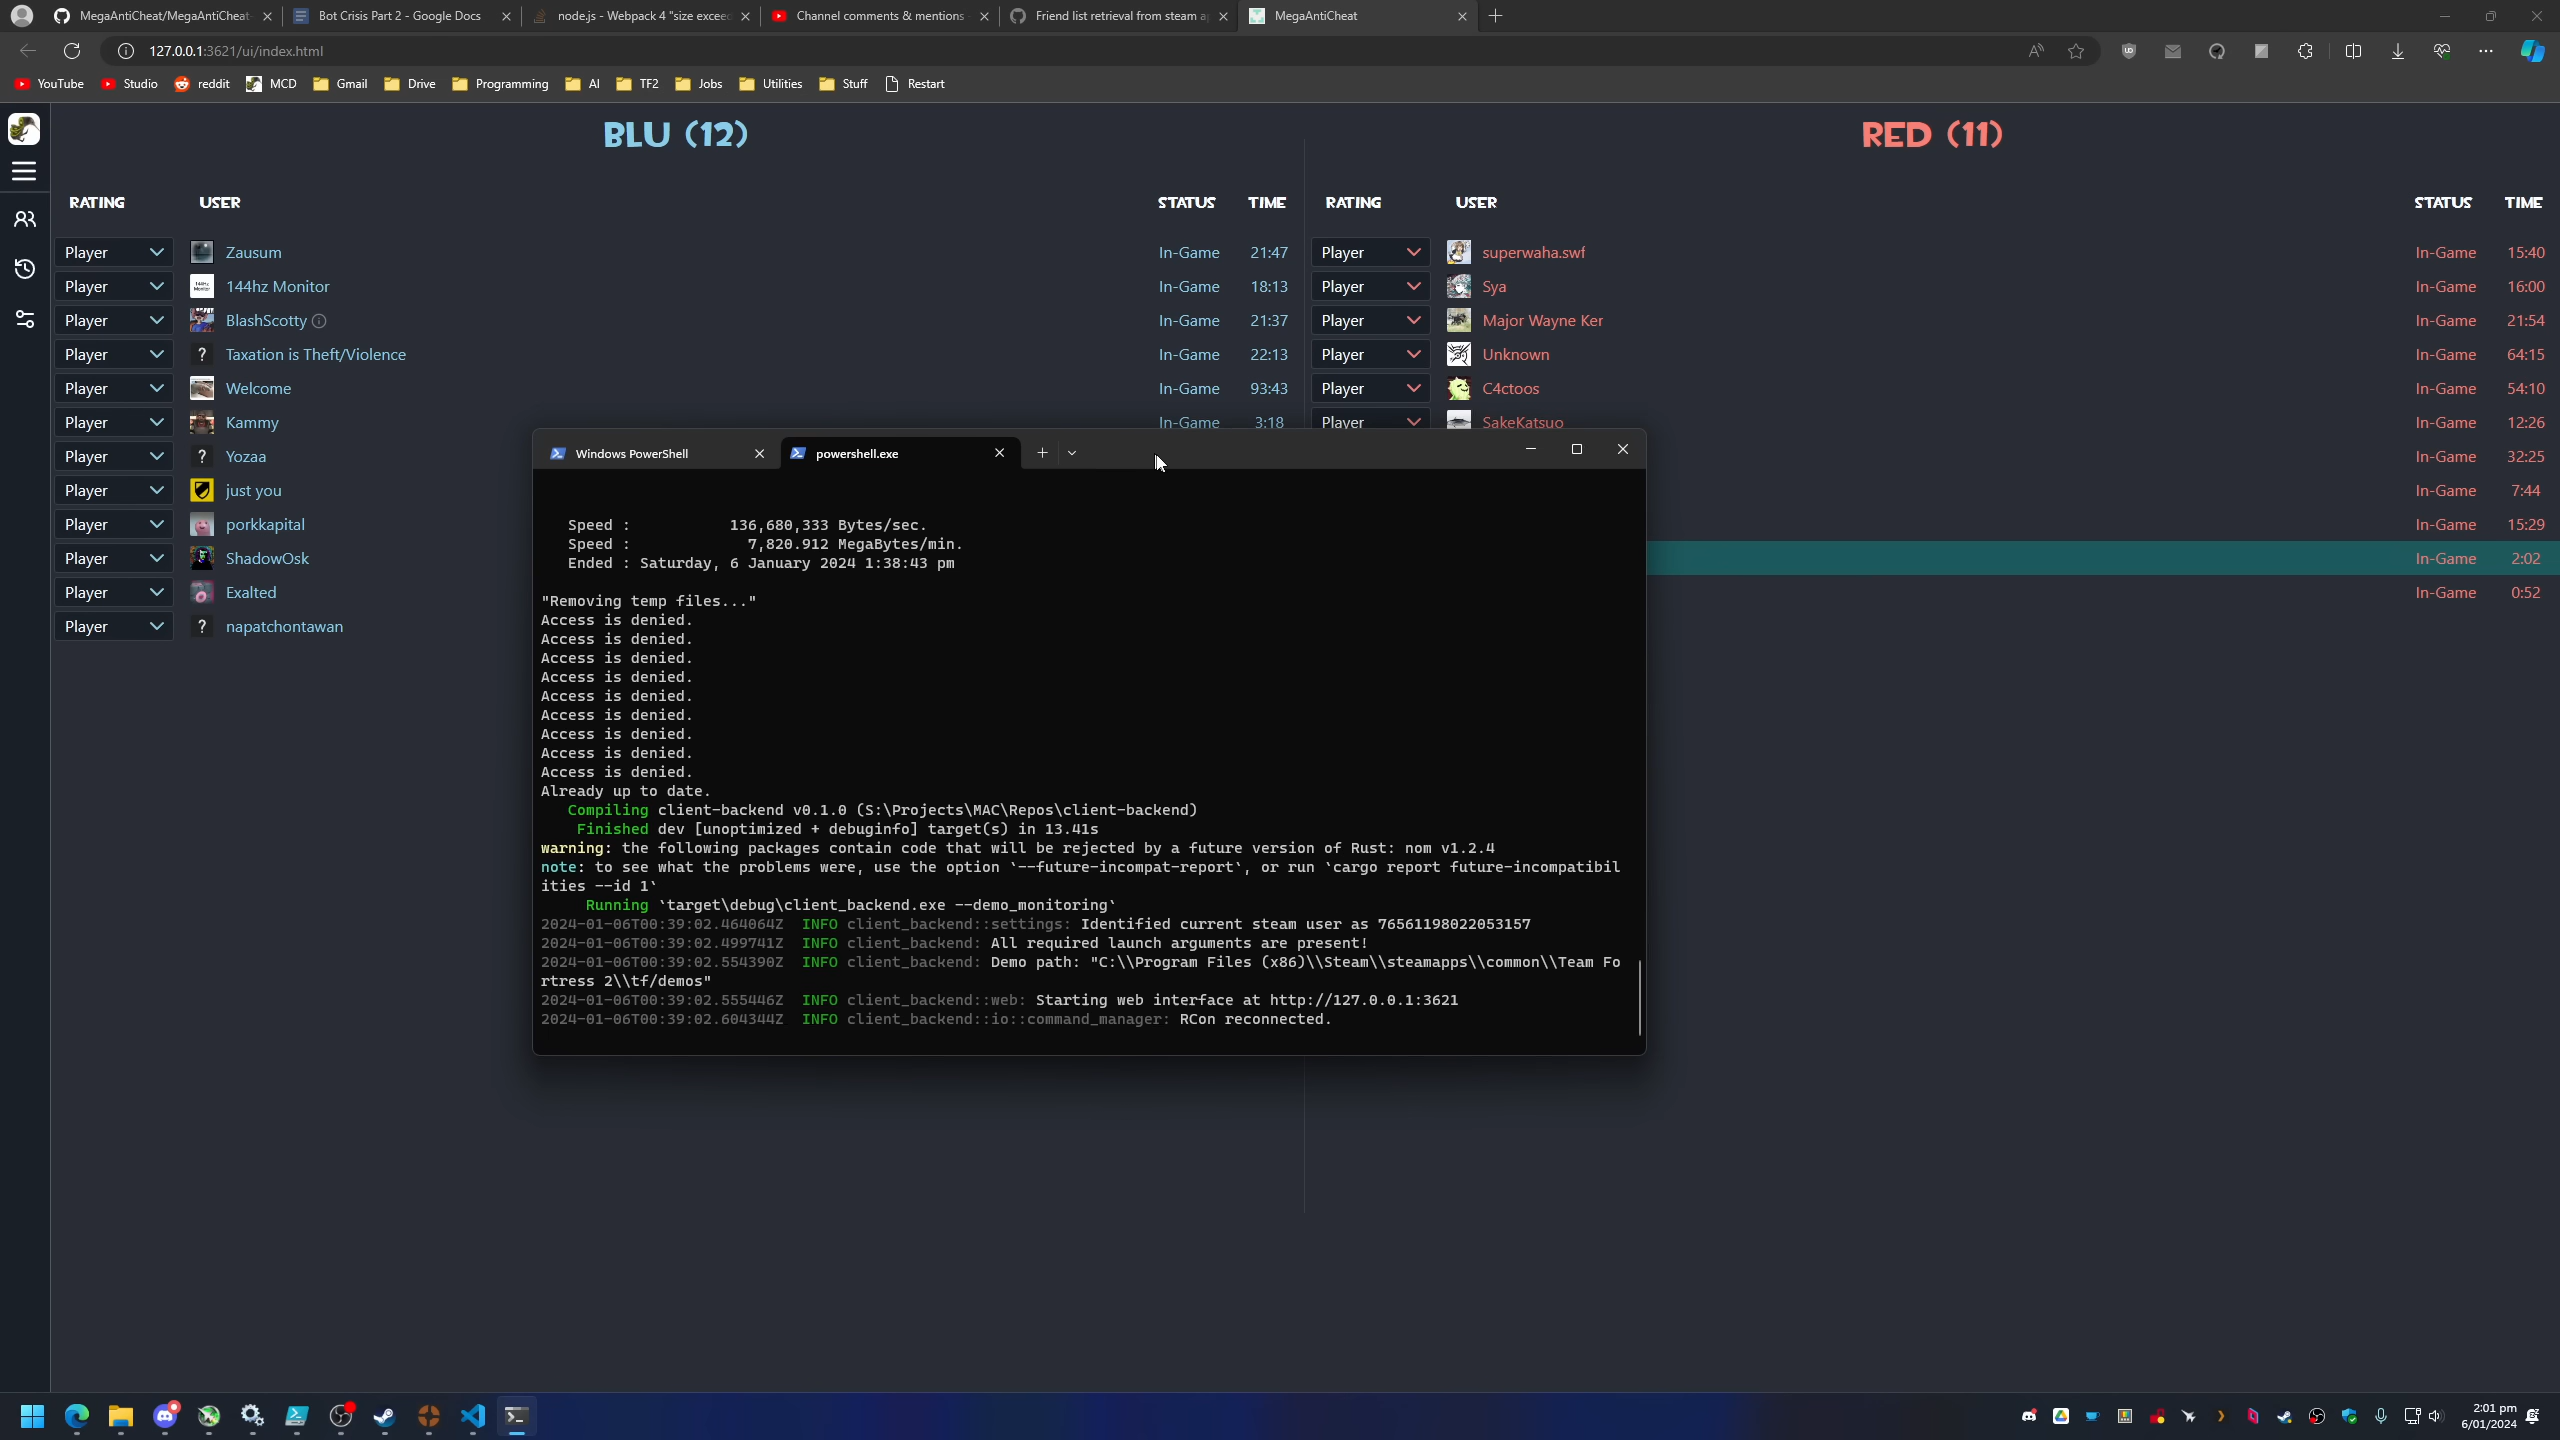 MegaAntiCheat/MegaAntiCheat
Bot Crisis Part 2 - Google Docs
node.js - Webpack 4 "size exceed
Channel comments & mentions
Friend list retrieval from steam a
MegaAntiCheat
127.0.0.1:3621/ui/index.html
YouTube
Studio
reddit
MCD
Gmail
Drive
Programming
AI
TF2
Jobs
Utilities
Stuff
Restart
BLU (12)
RATING USER STATUS TIME
Player Zausum In-Game 21:47
Player 144hz Monitor In-Game 18:13
Player BlashScotty In-Game 21:37
Player ? Taxation is Theft/Violence In-Game 22:13
Player Welcome In-Game 93:43
Player Kammy In-Game 3:18
Player ? Yozaa
Player just you
Player porkkapital
Player ShadowOsk
Player Exalted
Player ? napatchontawan
RED (11)
RATING USER STATUS TIME
Player superwaha.swf In-Game 15:40
Player Sya In-Game 16:00
Player Major Wayne Ker In-Game 21:54
Player Unknown In-Game 64:15
Player C4ctoos In-Game 54:10
Player SakeKatsuo In-Game 12:26
In-Game 32:25
In-Game 7:44
In-Game 15:29
In-Game 2:02
In-Game 0:52
Windows PowerShell
powershell.exe
Speed : 136,680,333 Bytes/sec.
Speed : 7,820.912 MegaBytes/min.
Ended : Saturday, 6 January 2024 1:38:43 pm
"Removing temp files..."
Access is denied.
Access is denied.
Access is denied.
Access is denied.
Access is denied.
Access is denied.
Access is denied.
Access is denied.
Access is denied.
Already up to date.
Compiling client-backend v0.1.0 (S:\Projects\MAC\Repos\client-backend)
Finished dev [unoptimized + debuginfo] target(s) in 13.41s
warning: the following packages contain code that will be rejected by a future version of Rust: nom v1.2.4
note: to see what the problems were, use the option `--future-incompat-report`, or run `cargo report future-incompatibil
ities --id 1`
Running `target\debug\client_backend.exe --demo_monitoring`
2024-01-06T00:39:02.464064Z INFO client_backend::settings: Identified current steam user as 76561198022053157
2024-01-06T00:39:02.499741Z INFO client_backend: All required launch arguments are present!
2024-01-06T00:39:02.554390Z INFO client_backend: Demo path: "C:\\Program Files (x86)\\Steam\\steamapps\\common\\Team Fo
rtress 2\\tf/demos"
2024-01-06T00:39:02.555446Z INFO client_backend::web: Starting web interface at http://127.0.0.1:3621
2024-01-06T00:39:02.604344Z INFO client_backend::io::command_manager: RCon reconnected.
2:01 pm
6/01/2024